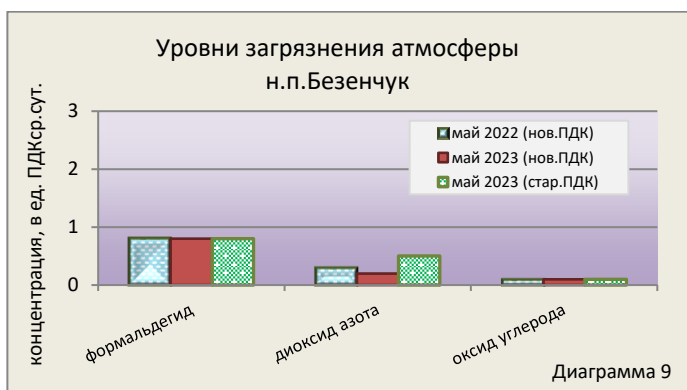 Уровни загрязнения атмосферы
н.п.Безенчук
концентрация, в ед. ПДКср.сут.
3
2
1
0
май 2022 (нов.ПДК)
май 2023 (нов.ПДК)
май 2023 (стар.ПДК)
формальдегид
диоксид азота
оксид углерода
Диаграмма 9